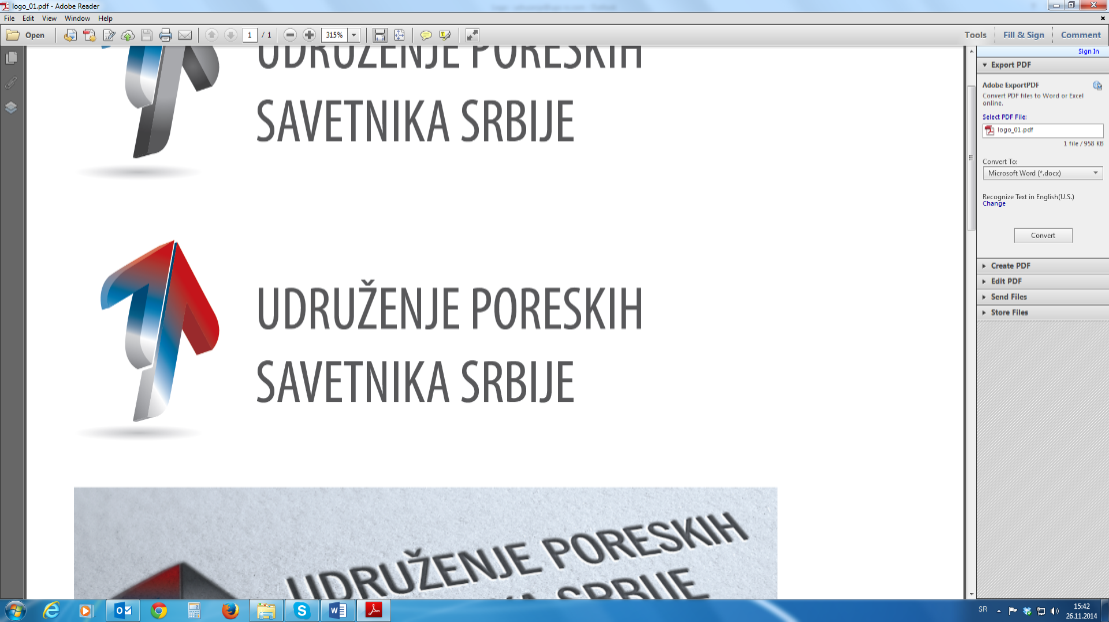 logo_01.pdf - Adobe Reader
File Edit View Window Help
Open
1 / 1
315%
Tools Fill & Sign Comment
Sign In
UDRUŽENJE PORESKIH
SAVETNIKA SRBIJE
UDRUŽENJE PORESKIH
SAVETNIKA SRBIJE
UDRUŽENJE PORESKIH
SAVETNIKA SRBIJE
Export PDF
Adobe ExportPDF
Convert PDF files to Word or Excel
online.
Select PDF File:
logo_01.pdf
1 file / 958 KB
Convert To:
Microsoft Word (*.docx)
Recognize Text in English(U.S.)
Change
Convert
Create PDF
Edit PDF
Send Files
Store Files
SR
15:42
26.11.2014